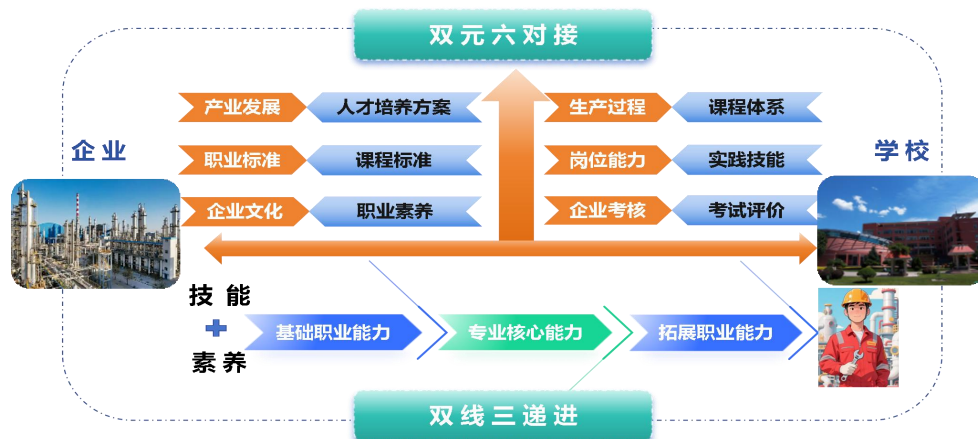 双元六对接
产业发展 人才培养方案 生产过程 课程体系
企业 职业标准 课程标准 岗位能力 实践技能 学校
企业文化 职业素养 企业考核 考试评价
技能
+
素养
基础职业能力 专业核心能力 拓展职业能力
双线三递进